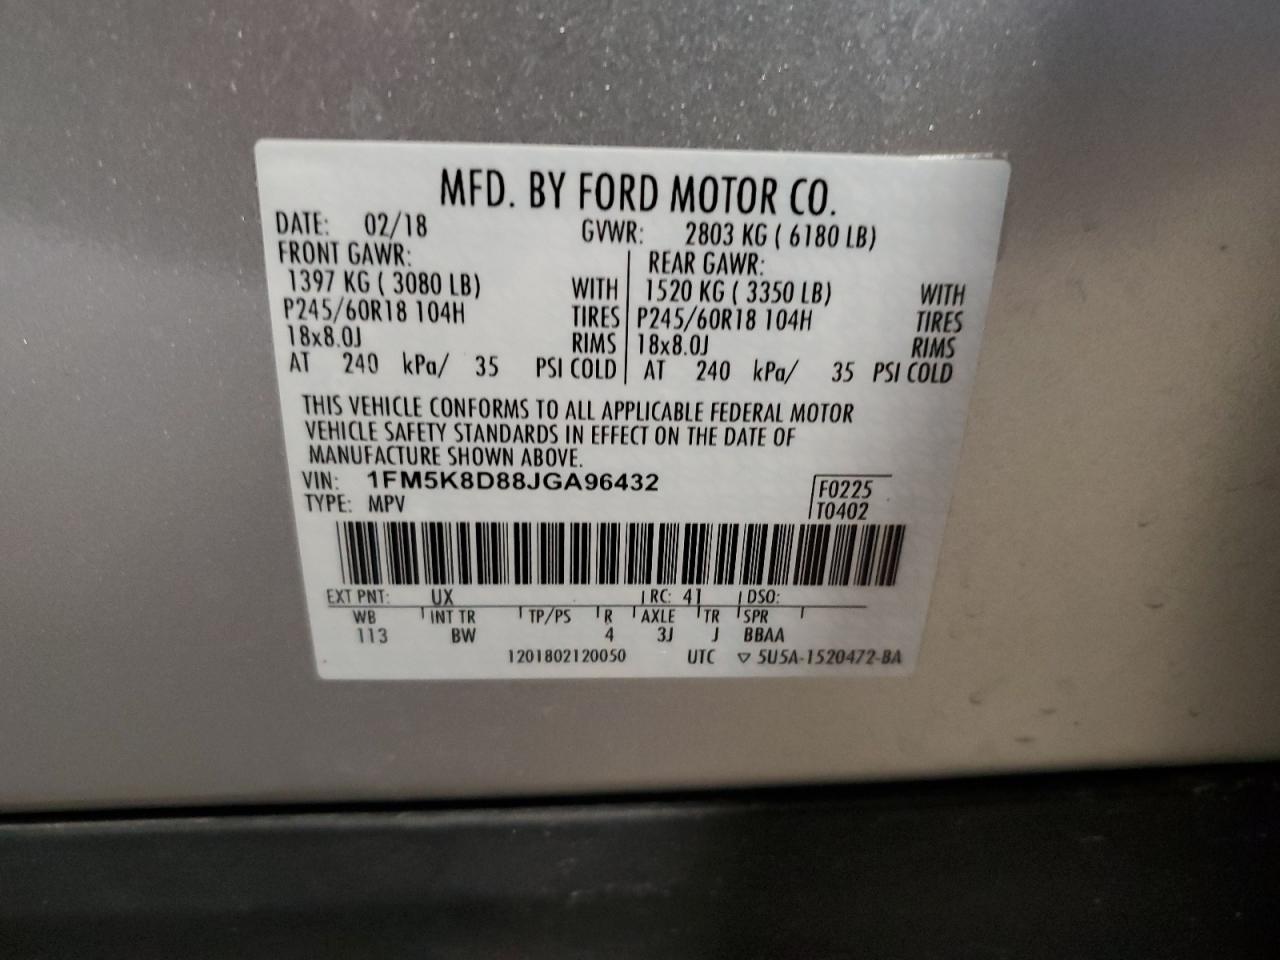 MFD. BY FORD MOTOR CO.
DATE: 02/18 GVWR: 2803 KG ( 6180 LB)
FRONT GAWR: REAR GAWR:
1397 KG ( 3080 LB) WITH 1520 KG ( 3350 LB) WITH
P245/60R18 104H TIRES P245/60R18 104H TIRES
18x8.0J RIMS 18x8.0J RIMS
AT 240 kPa/ 35 PSI COLD AT 240 kPa/ 35 PSI COLD
THIS VEHICLE CONFORMS TO ALL APPLICABLE FEDERAL MOTOR
VEHICLE SAFETY STANDARDS IN EFFECT ON THE DATE OF
MANUFACTURE SHOWN ABOVE.
VIN: 1FM5K8D88JGA96432 F0225
TYPE: MPV T0402
EXT PNT: UX RC: 41 DSO:
WB INT TR TP/PS R AXLE TR SPR
113 BW 4 3J J BBAA
1201802120050 UTC ▽ 5U5A-1520472-BA